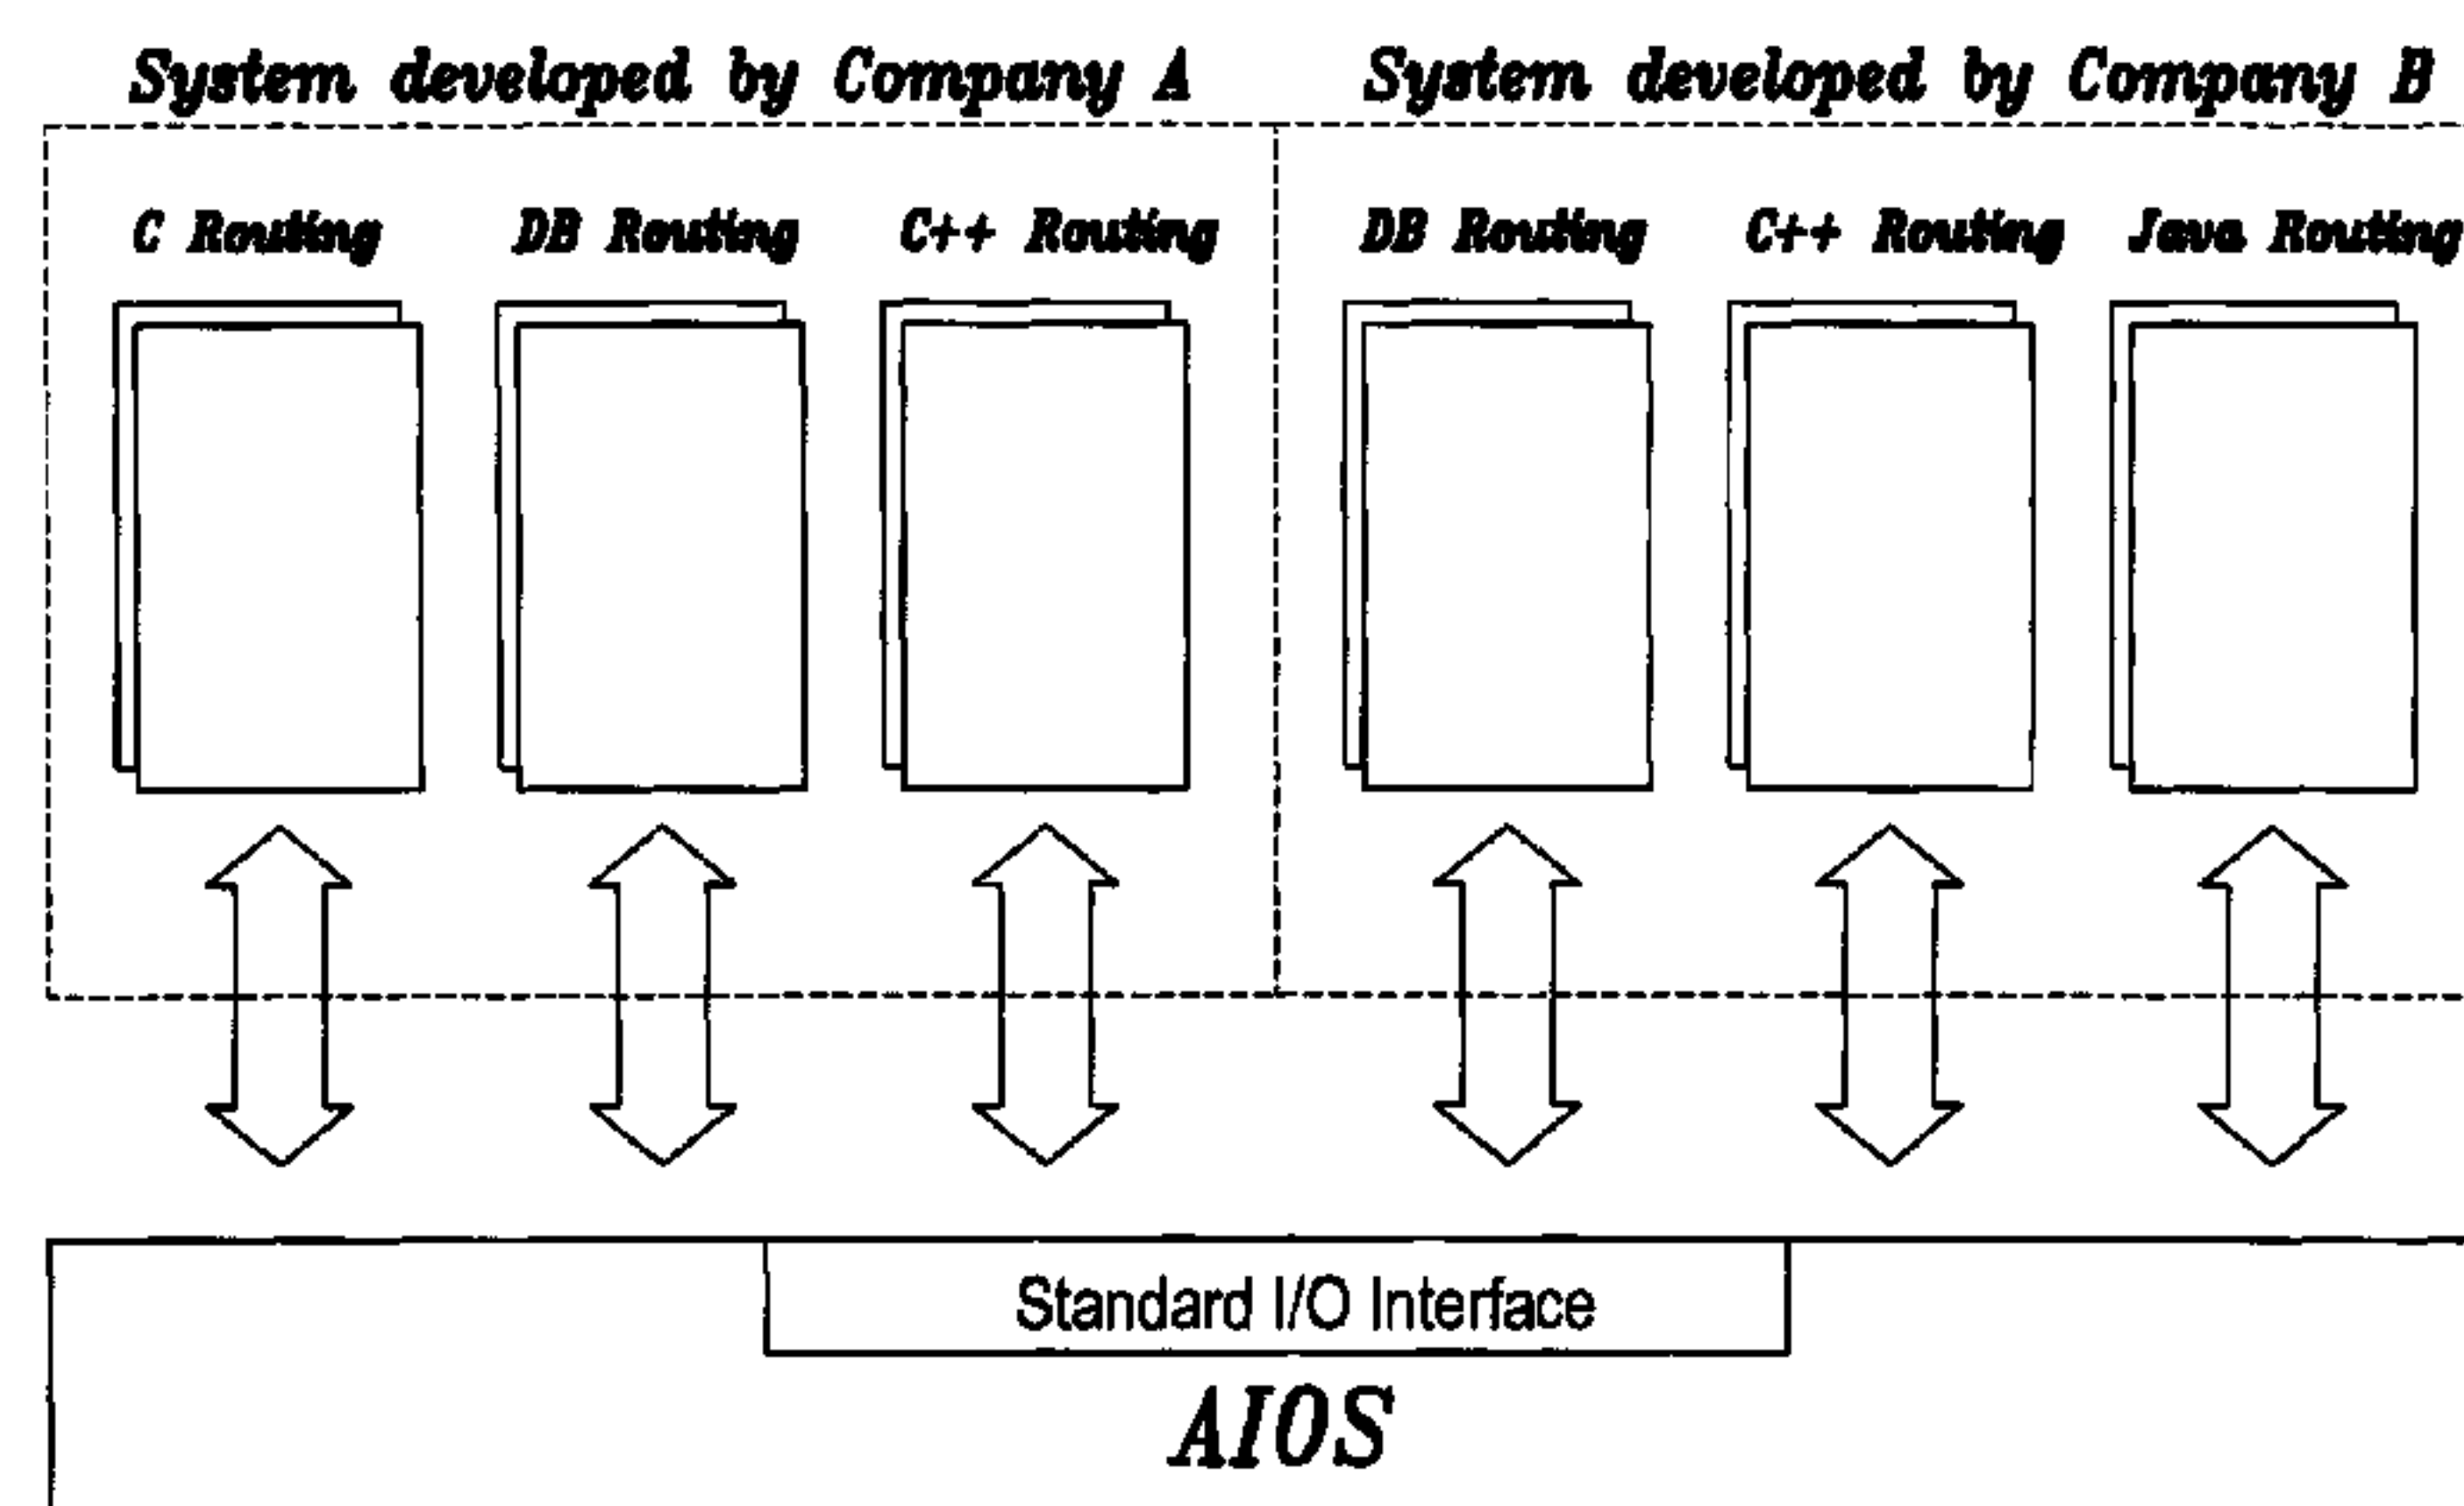 System developed by Company A System developed by Company B
C Routing DB Routing C++ Routing DB Routing C++ Routing Java Routing
Standard I/O Interface
AIOS